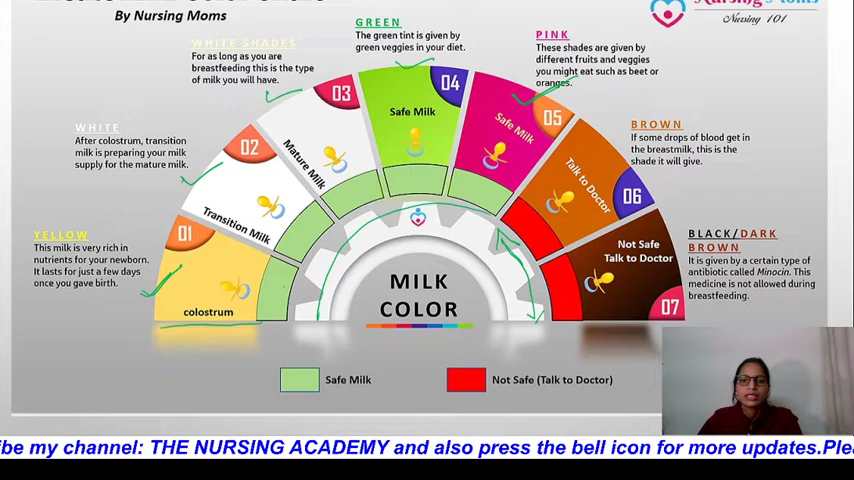 By Nursing Moms
Nursing 101
GREEN
The green tint is given by
green veggies in your diet.
PINK
These shades are given by
different fruits and veggies
you might eat such as beet or
oranges.
WHITE SHADES
For as long as you are
breastfeeding this is the type
of milk you will have.
WHITE
After colostrum, transition
milk is preparing your milk
supply for the mature milk.
BROWN
If some drops of blood get in
the breastmilk, this is the
shade it will give.
YELLOW
This milk is very rich in
nutrients for your newborn.
It lasts for just a few days
once you gave birth.
BLACK/DARK
BROWN
It is given by a certain type of
antibiotic called Minocin. This
medicine is not allowed during
breastfeeding.
01
colostrum
02
Transition Milk
03
Mature Milk
04
Safe Milk
05
Safe Milk
06
Talk to Doctor
07
Not Safe
Talk to Doctor
MILK
COLOR
Safe Milk
Not Safe (Talk to Doctor)
my channel: THE NURSING ACADEMY and also press the bell icon for more updates.